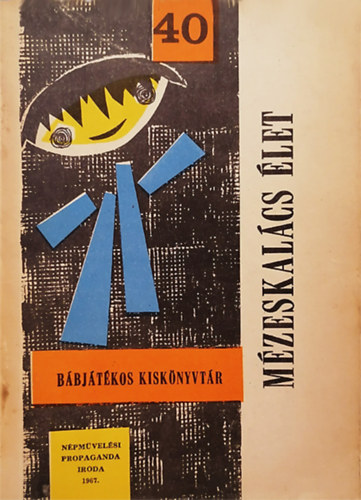 40
MÉZESKALÁCS ÉLET
BÁBJÁTÉKOS KISKÖNYVTÁR
NÉPMŰVELÉSI
PROPAGANDA
IRODA
1967.